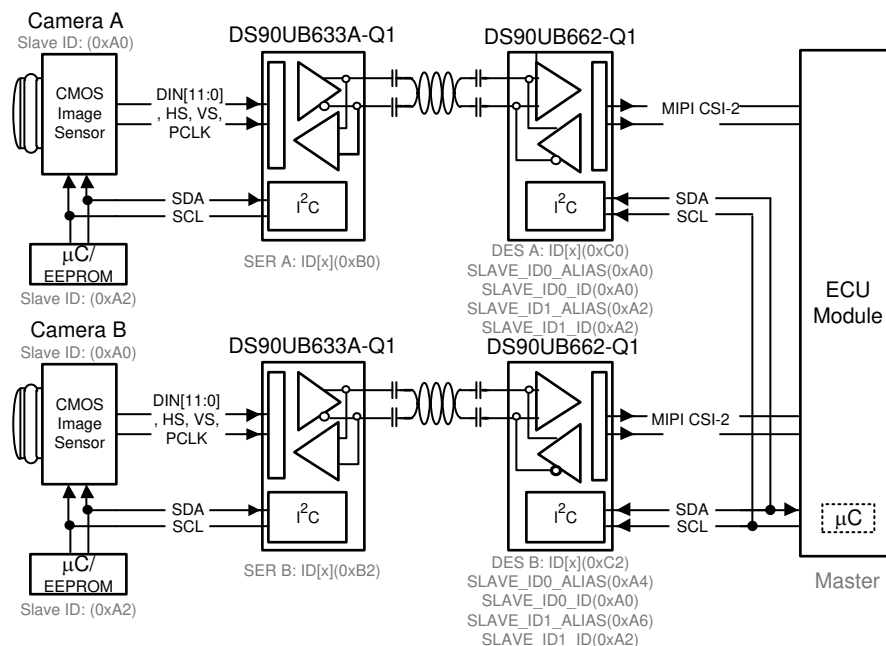 Camera A
Slave ID: (0xA0)
DS90UB633A-Q1
DS90UB662-Q1
CMOS
Image
Sensor
DIN[11:0]
, HS, VS,
PCLK
MIPI CSI-2
SDA
SCL
I²C
I²C
SDA
SCL
µC/
EEPROM
Slave ID: (0xA2)
SER A: ID[x](0xB0)
DES A: ID[x](0xC0)
SLAVE_ID0_ALIAS(0xA0)
SLAVE_ID0_ID(0xA0)
SLAVE_ID1_ALIAS(0xA2)
SLAVE_ID1_ID(0xA2)
ECU
Module
Camera B
Slave ID: (0xA0)
DS90UB633A-Q1
DS90UB662-Q1
CMOS
Image
Sensor
DIN[11:0]
, HS, VS,
PCLK
MIPI CSI-2
SDA
SCL
I²C
I²C
SDA
SCL
µC
µC/
EEPROM
Slave ID: (0xA2)
SER B: ID[x](0xB2)
DES B: ID[x](0xC2)
SLAVE_ID0_ALIAS(0xA4)
SLAVE_ID0_ID(0xA0)
SLAVE_ID1_ALIAS(0xA6)
SLAVE_ID1_ID(0xA2)
Master